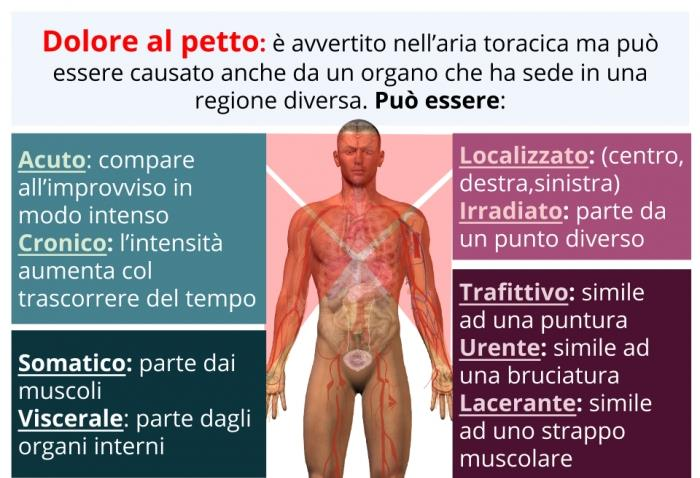 Dolore al petto: è avvertito nell’aria toracica ma può
essere causato anche da un organo che ha sede in una
regione diversa. Può essere:
Acuto: compare
all’improvviso in
modo intenso
Cronico: l’intensità
aumenta col
trascorrere del tempo
Somatico: parte dai
muscoli
Viscerale: parte dagli
organi interni
Localizzato: (centro,
destra,sinistra)
Irradiato: parte da
un punto diverso
Trafittivo: simile
ad una puntura
Urente: simile ad
una bruciatura
Lacerante: simile
ad uno strappo
muscolare